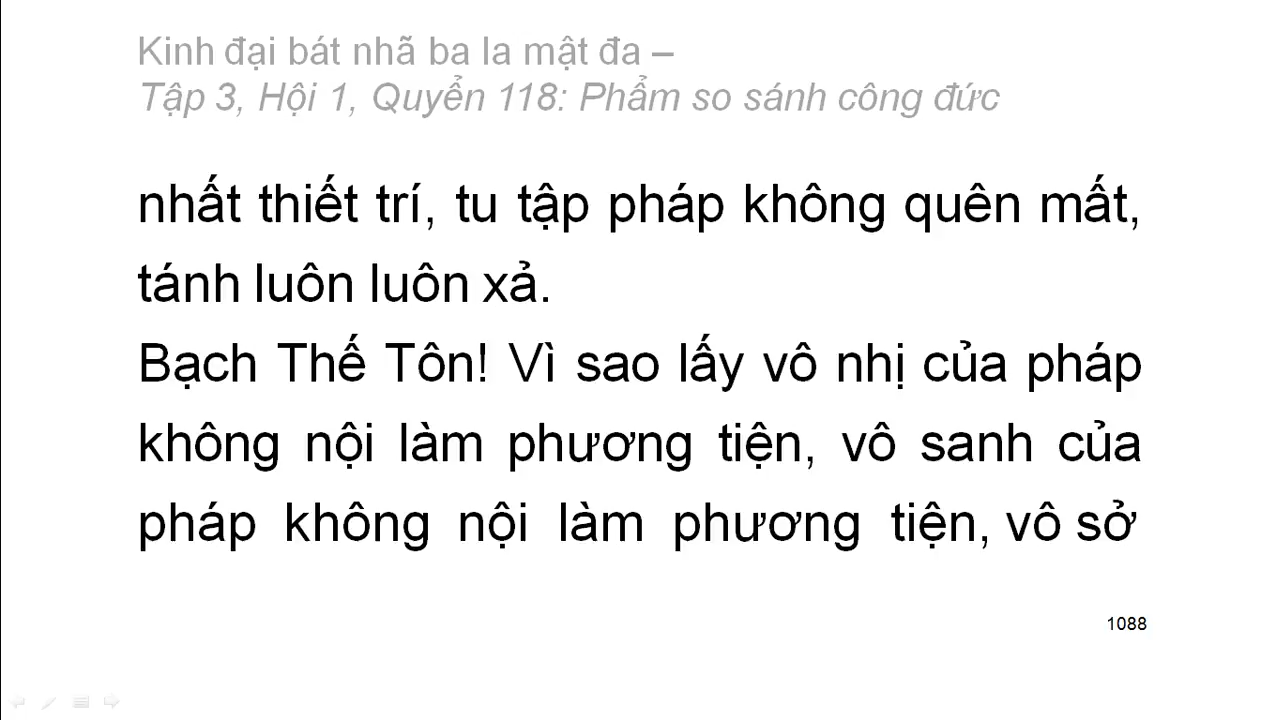 Kinh đại bát nhã ba la mật đa –
Tập 3, Hội 1, Quyển 118: Phẩm so sánh công đức
nhất thiết trí, tu tập pháp không quên mất,
tánh luôn luôn xả.
Bạch Thế Tôn! Vì sao lấy vô nhị của pháp
không nội làm phương tiện, vô sanh của
pháp không nội làm phương tiện, vô sở
1088